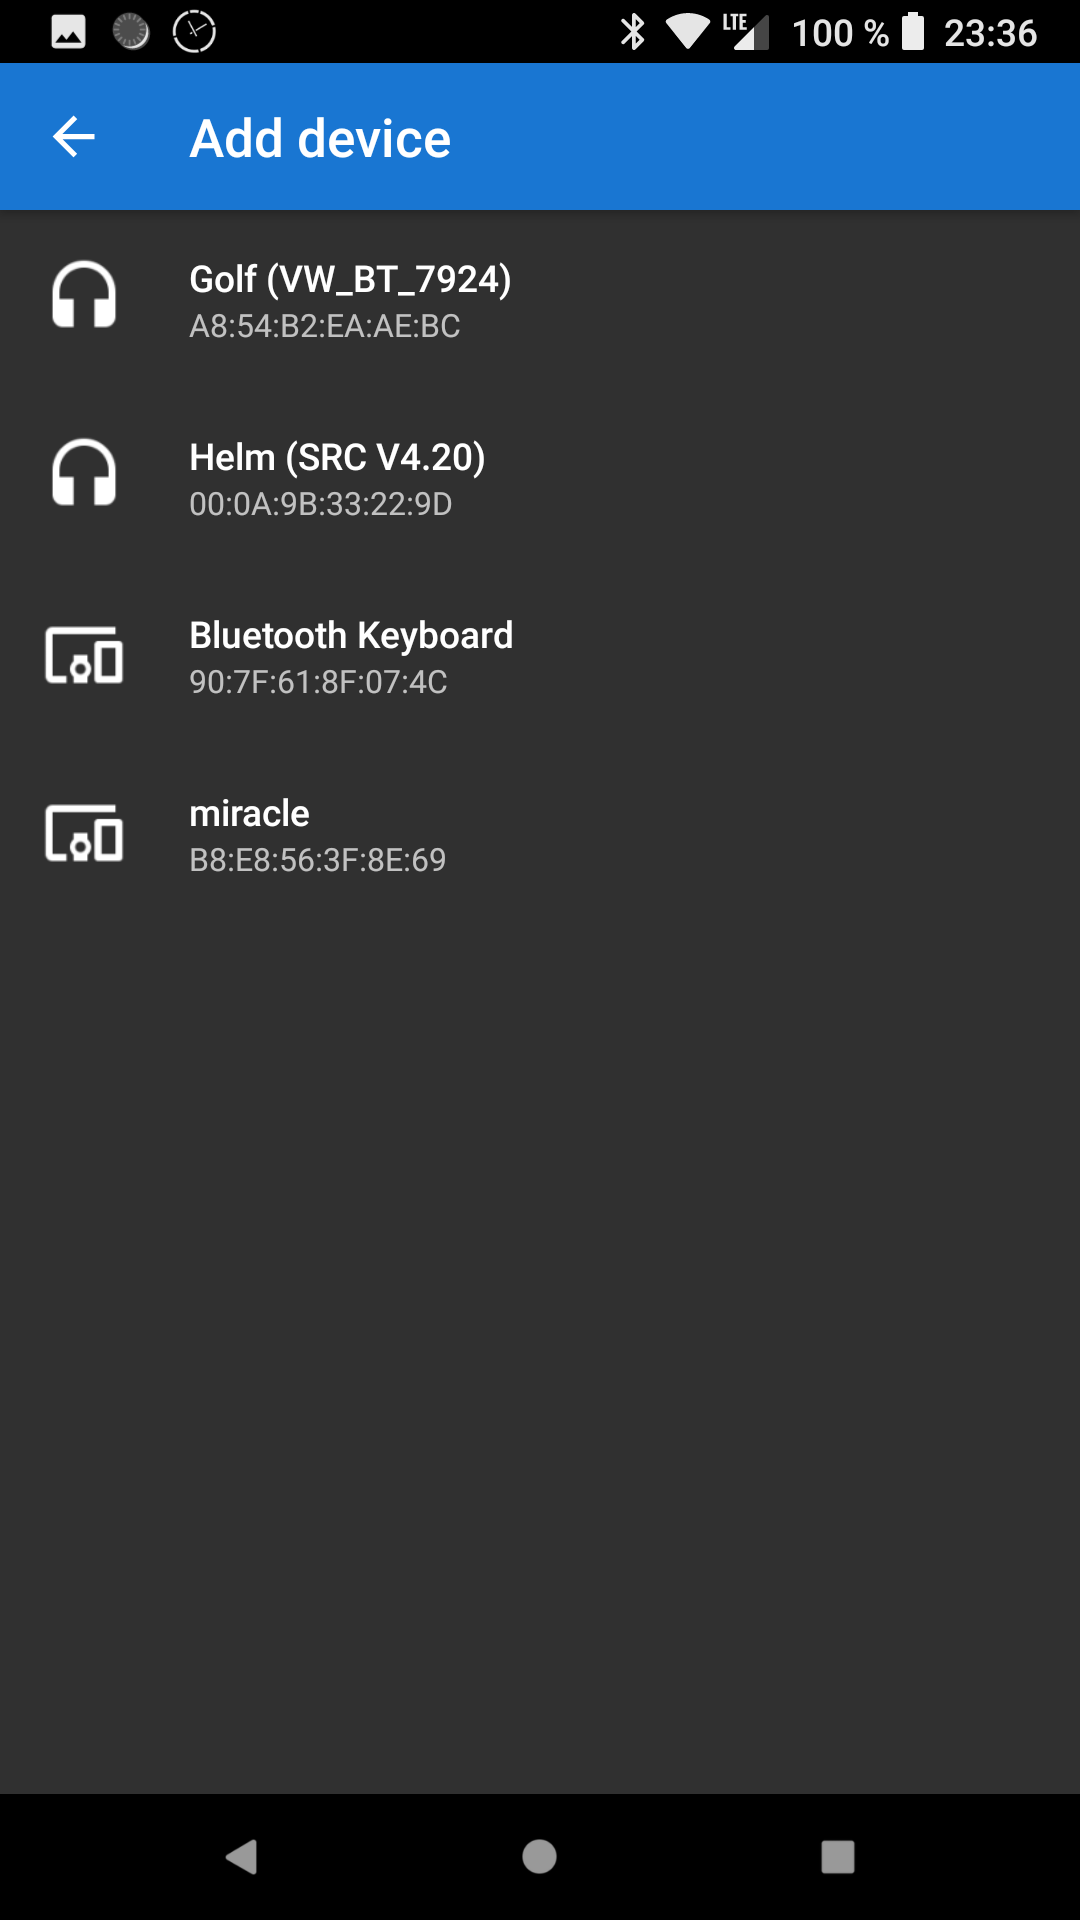 LTE 100 % 23:36
Add device
Golf (VW_BT_7924)
A8:54:B2:EA:AE:BC
Helm (SRC V4.20)
00:0A:9B:33:22:9D
Bluetooth Keyboard
90:7F:61:8F:07:4C
miracle
B8:E8:56:3F:8E:69